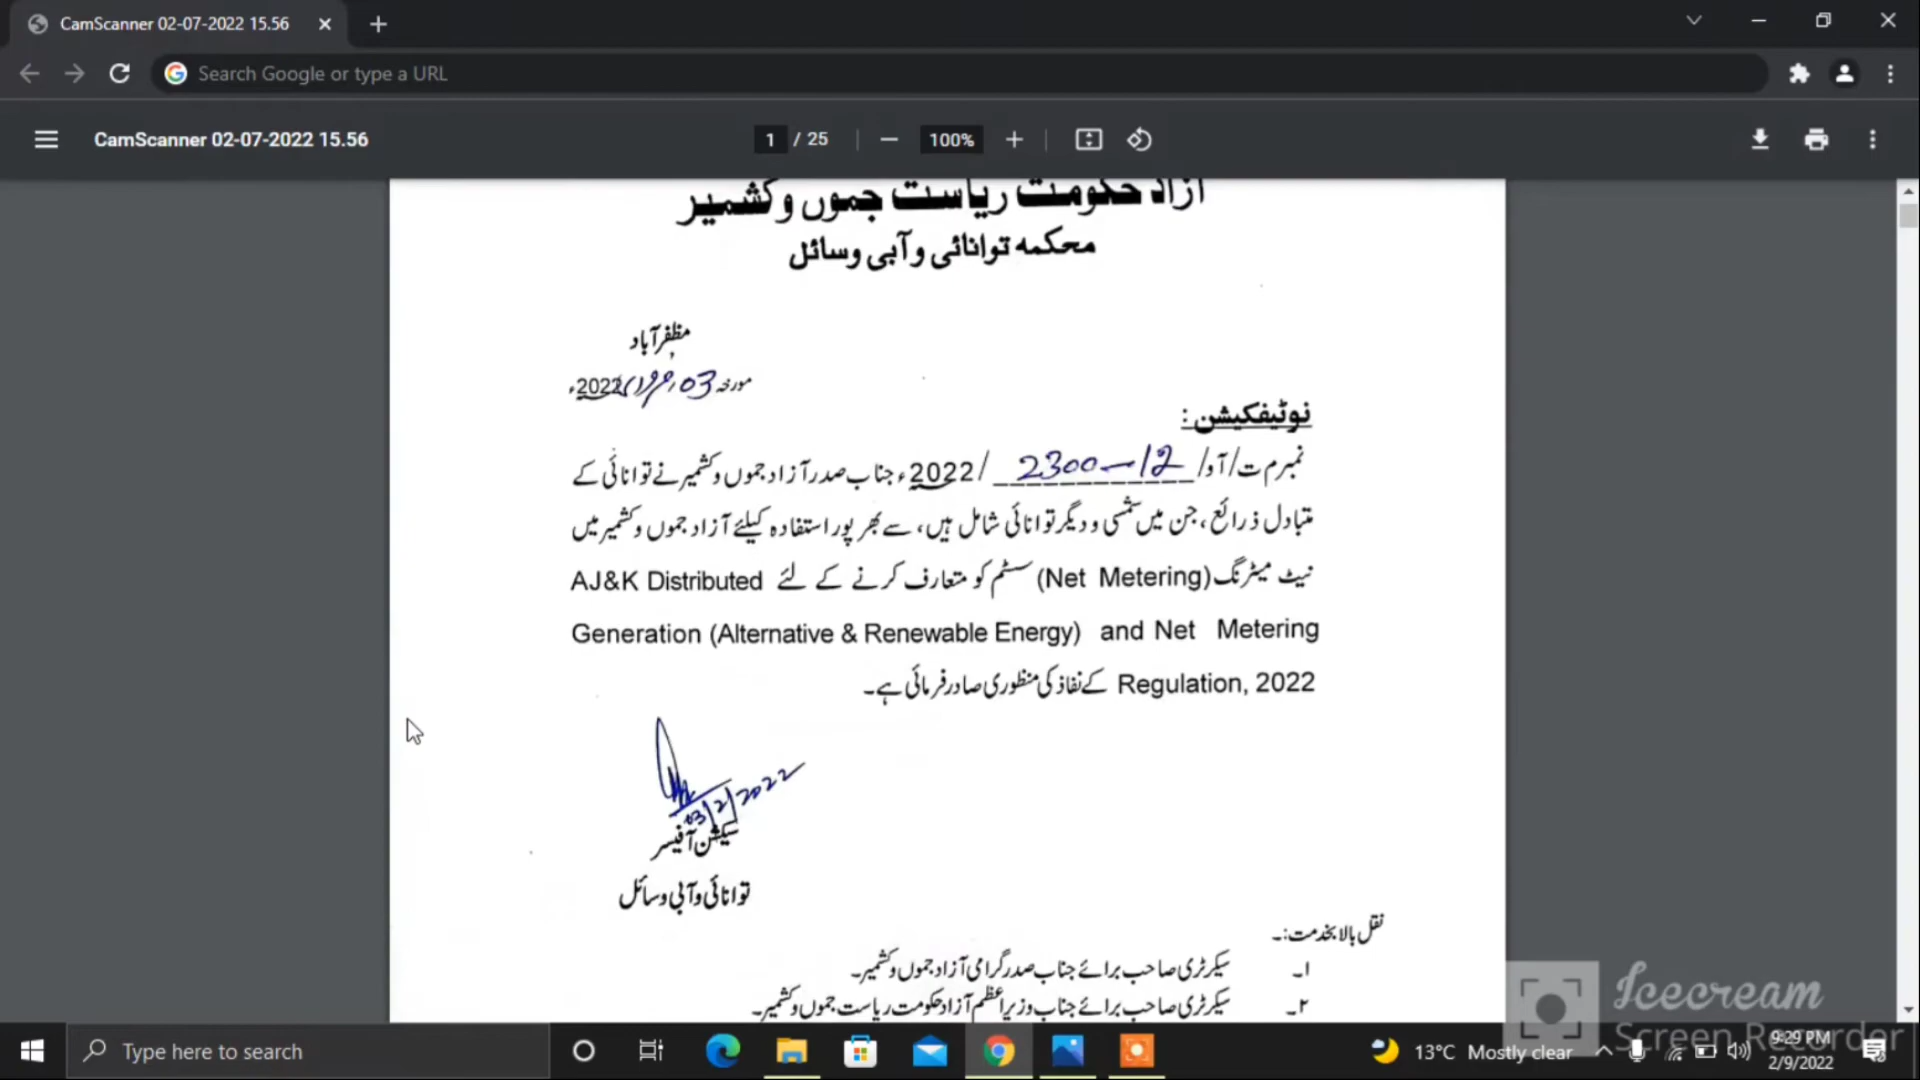 CamScanner 02-07-2022 15.56
Search Google or type a URL
CamScanner 02-07-2022 15.56
1 / 25
100%
آزاد حکومت ریاست جموں و کشمیر
محکمہ توانائی و آبی وسائل
مظفرآباد
مورخہ 03 فروری 2022ء
نوٹیفکیشن:
نمبر م ت/آو/ 2300-12 /2022ء جناب صدر آزاد جموں و کشمیر نے توانائی کے
متبادل ذرائع، جن میں شمسی و دیگر توانائی شامل ہیں، سے بھرپور استفادہ کیلئے آزاد جموں و کشمیر میں
نیٹ میٹرنگ (Net Metering) سسٹم کو متعارف کرنے کے لئے AJ&K Distributed
Generation (Alternative & Renewable Energy) and Net Metering
Regulation, 2022 کے نفاذ کی منظوری صادر فرمائی ہے۔
03/2/2022
سیکشن آفیسر
توانائی و آبی وسائل
نقل بالا بخدمت:۔
۱۔ سیکرٹری صاحب برائے جناب صدر گرامی آزاد جموں و کشمیر۔
۲۔ سیکرٹری صاحب برائے جناب وزیر اعظم آزاد حکومت ریاست جموں و کشمیر۔
Icecream
Screen Recorder
Type here to search
13°C Mostly clear
9:29 PM
2/9/2022